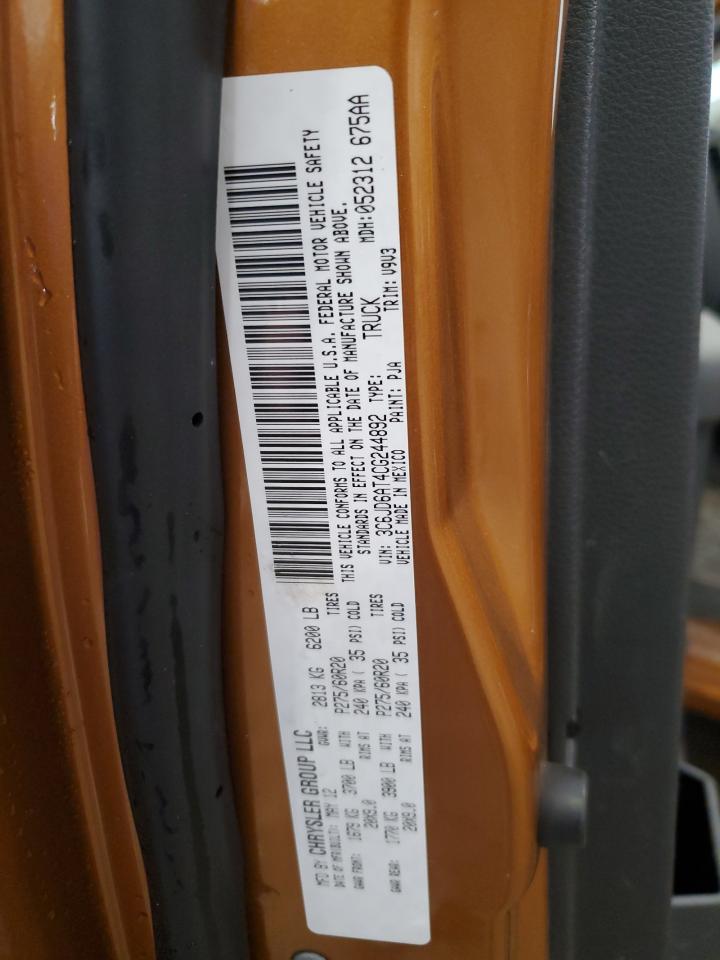 MFD BY CHRYSLER GROUP LLC
DATE OF MFR(BUILT): MAY 12 GVWR: 2813 KG 6200 LB
GAWR FRONT: 1679 KG 3700 LB WITH P275/60R20 TIRES
20X9.0 RIMS AT 240 KPA ( 35 PSI) COLD
GAWR REAR: 1770 KG 3900 LB WITH P275/60R20 TIRES
20X9.0 RIMS AT 240 KPA ( 35 PSI) COLD
THIS VEHICLE CONFORMS TO ALL APPLICABLE U.S.A. FEDERAL MOTOR VEHICLE SAFETY
STANDARDS IN EFFECT ON THE DATE OF MANUFACTURE SHOWN ABOVE.
VIN: 3C6JD6AT4CG244892 TYPE: TRUCK MDH:052312 675AA
VEHICLE MADE IN MEXICO PAINT: PJA TRIM: V9V3